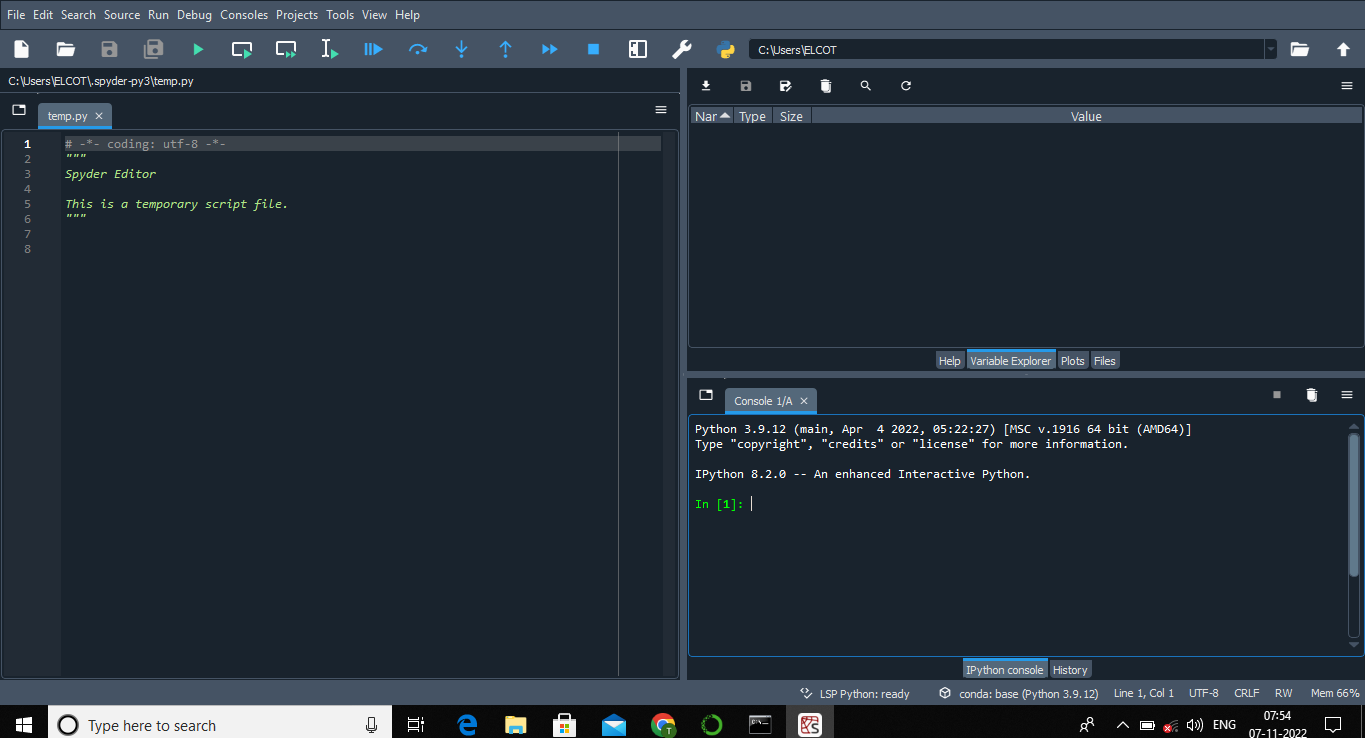 File Edit Search Source Run Debug Consoles Projects Tools View Help
C:\Users\ELCOT
C:\Users\ELCOT\.spyder-py3\temp.py
temp.py
1 # -*- coding: utf-8 -*-
2 """
3 Spyder Editor
4
5 This is a temporary script file.
6 """
7
8
Nar Type Size Value
Help Variable Explorer Plots Files
Console 1/A
Python 3.9.12 (main, Apr  4 2022, 05:22:27) [MSC v.1916 64 bit (AMD64)]
Type "copyright", "credits" or "license" for more information.
IPython 8.2.0 -- An enhanced Interactive Python.
In [1]:
IPython console History
LSP Python: ready conda: base (Python 3.9.12) Line 1, Col 1 UTF-8 CRLF RW Mem 66%
Type here to search
T
ENG
07:54
07-11-2022